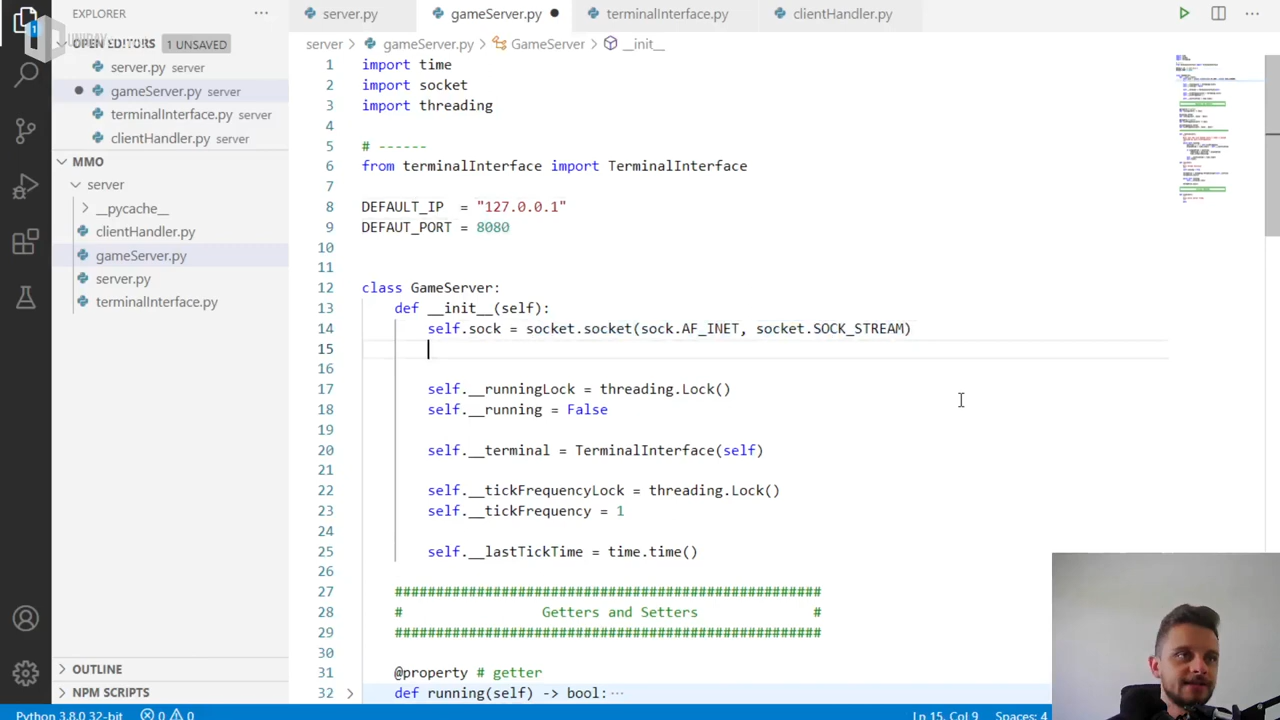 EXPLORER
server.py
gameServer.py
terminalInterface.py
clientHandler.py
OPEN EDITORS 1 UNSAVED
1
server.py server
gameServer.py server
terminalInterface.py server
clientHandler.py server
MMO
server
__pycache__
clientHandler.py
gameServer.py
server.py
terminalInterface.py
OUTLINE
NPM SCRIPTS
server > gameServer.py > GameServer > __init__
1 import time
2 import socket
3 import threading
4
5 # ------
6 from terminalInterface import TerminalInterface
7
8 DEFAULT_IP = "127.0.0.1"
9 DEFAUT_PORT = 8080
10
11
12 class GameServer:
13 def __init__(self):
14 self.sock = socket.socket(sock.AF_INET, socket.SOCK_STREAM)
15
16
17 self.__runningLock = threading.Lock()
18 self.__running = False
19
20 self.__terminal = TerminalInterface(self)
21
22 self.__tickFrequencyLock = threading.Lock()
23 self.__tickFrequency = 1
24
25 self.__lastTickTime = time.time()
26
27 ####################################################
28 # Getters and Setters #
29 ####################################################
30
31 @property # getter
32 def running(self) -> bool:
Python 3.8.0 32-bit 0 0 Ln 15, Col 9 Spaces: 4